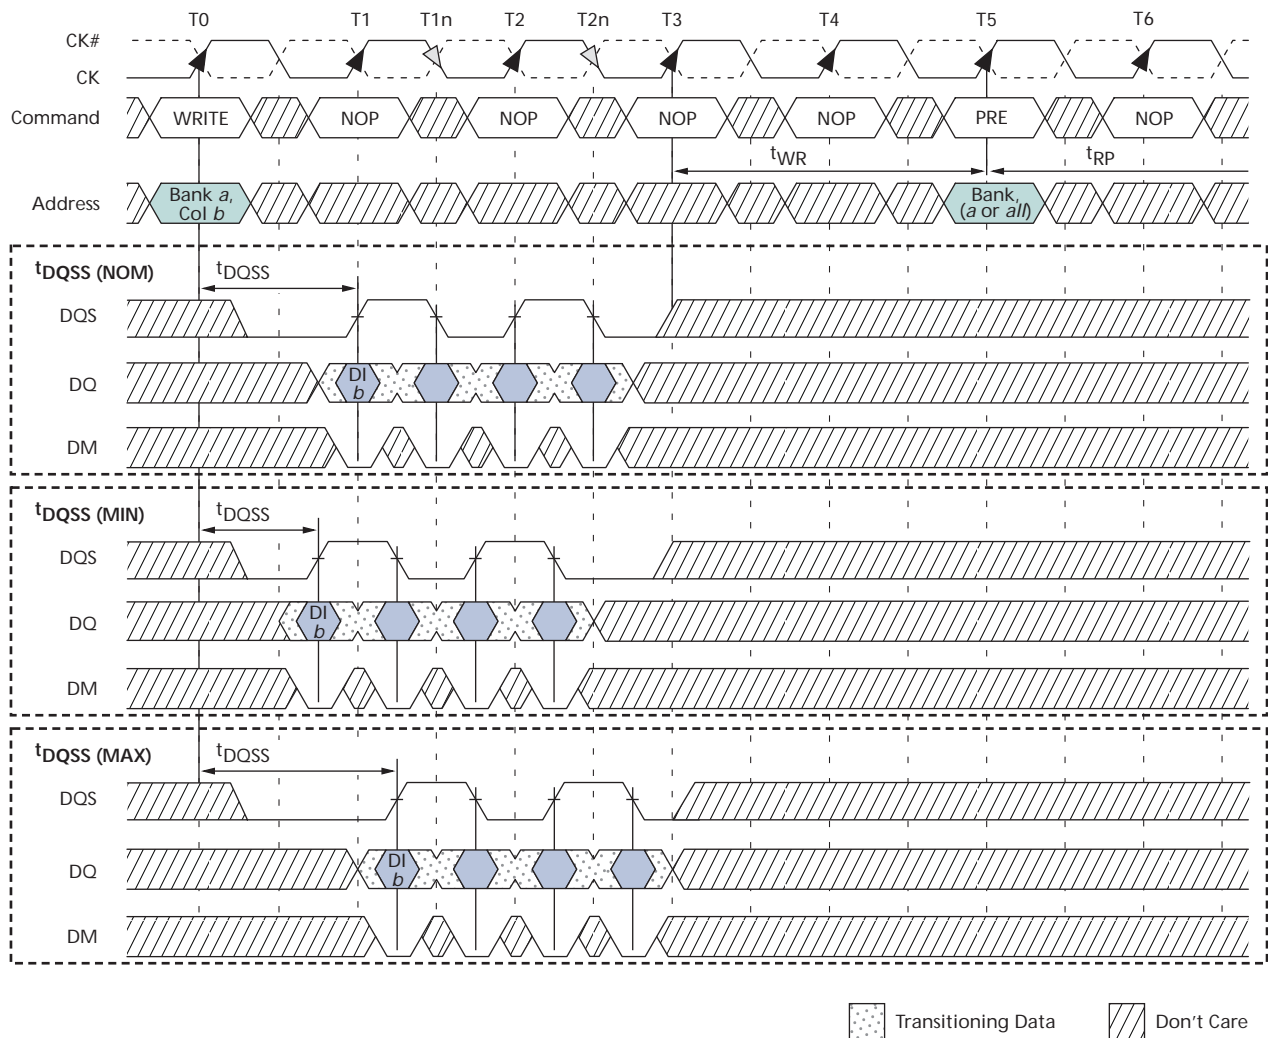 T0 T1 T1n T2 T2n T3 T4 T5 T6
CK#
CK
Command WRITE NOP NOP NOP NOP PRE NOP
tWR tRP
Address Bank a, Col b Bank, (a or all)
tDQSS (NOM) tDQSS
DQS
DQ DI b
DM
tDQSS (MIN) tDQSS
DQS
DQ DI b
DM
tDQSS (MAX) tDQSS
DQS
DQ DI b
DM
Transitioning Data Don't Care